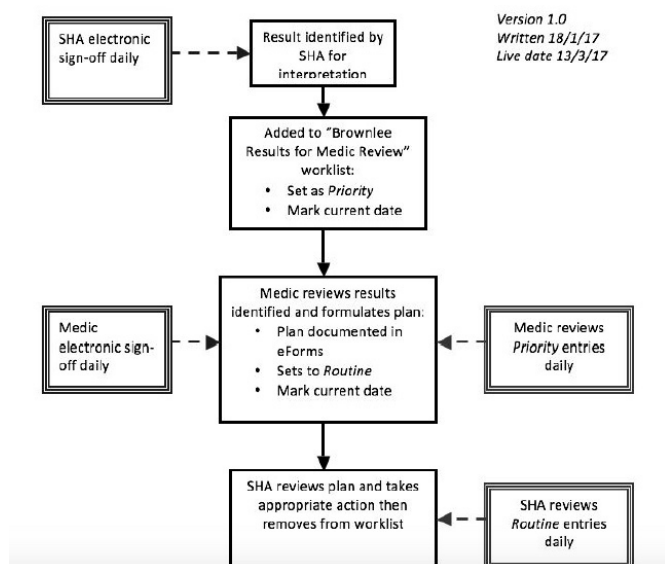 Version 1.0
Written 18/1/17
Live date 13/3/17
SHA electronic
sign-off daily
Result identified by
SHA for
interpretation
Added to “Brownlee
Results for Medic Review”
worklist:
• Set as Priority
• Mark current date
Medic
electronic sign-
off daily
Medic reviews results
identified and formulates plan:
• Plan documented in
eForms
• Sets to Routine
• Mark current date
Medic reviews
Priority entries
daily
SHA reviews plan and takes
appropriate action then
removes from worklist
SHA reviews
Routine entries
daily